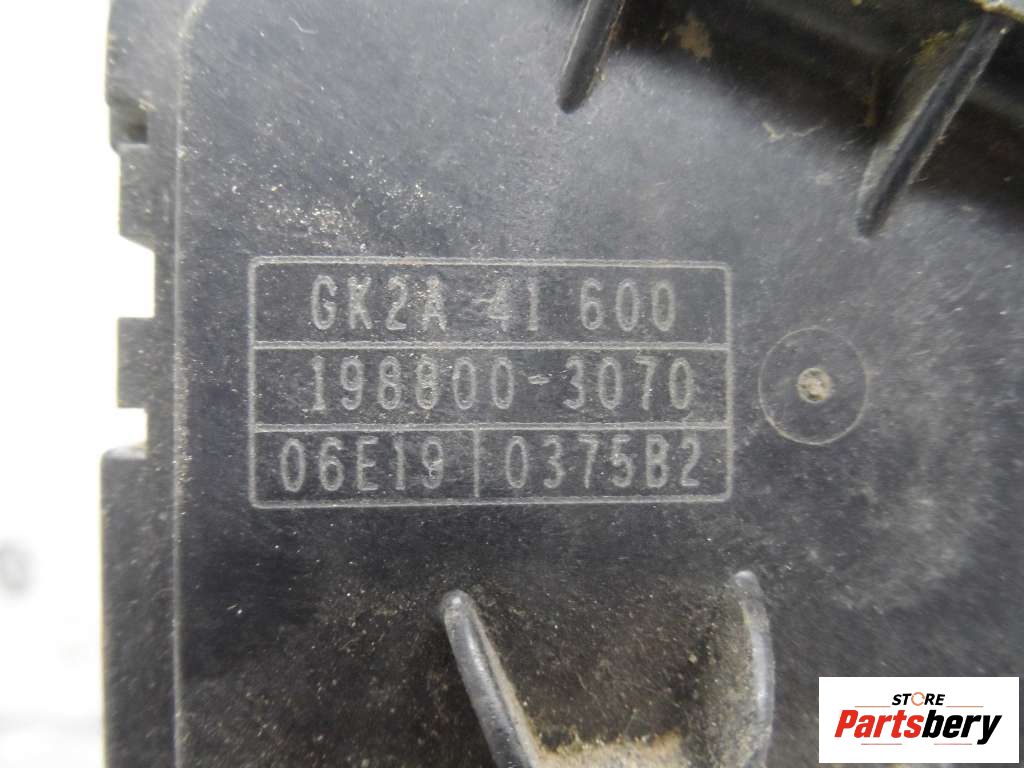 GK2A 41 600
198800-3070
06E19 0375B2
STORE
Partsbery